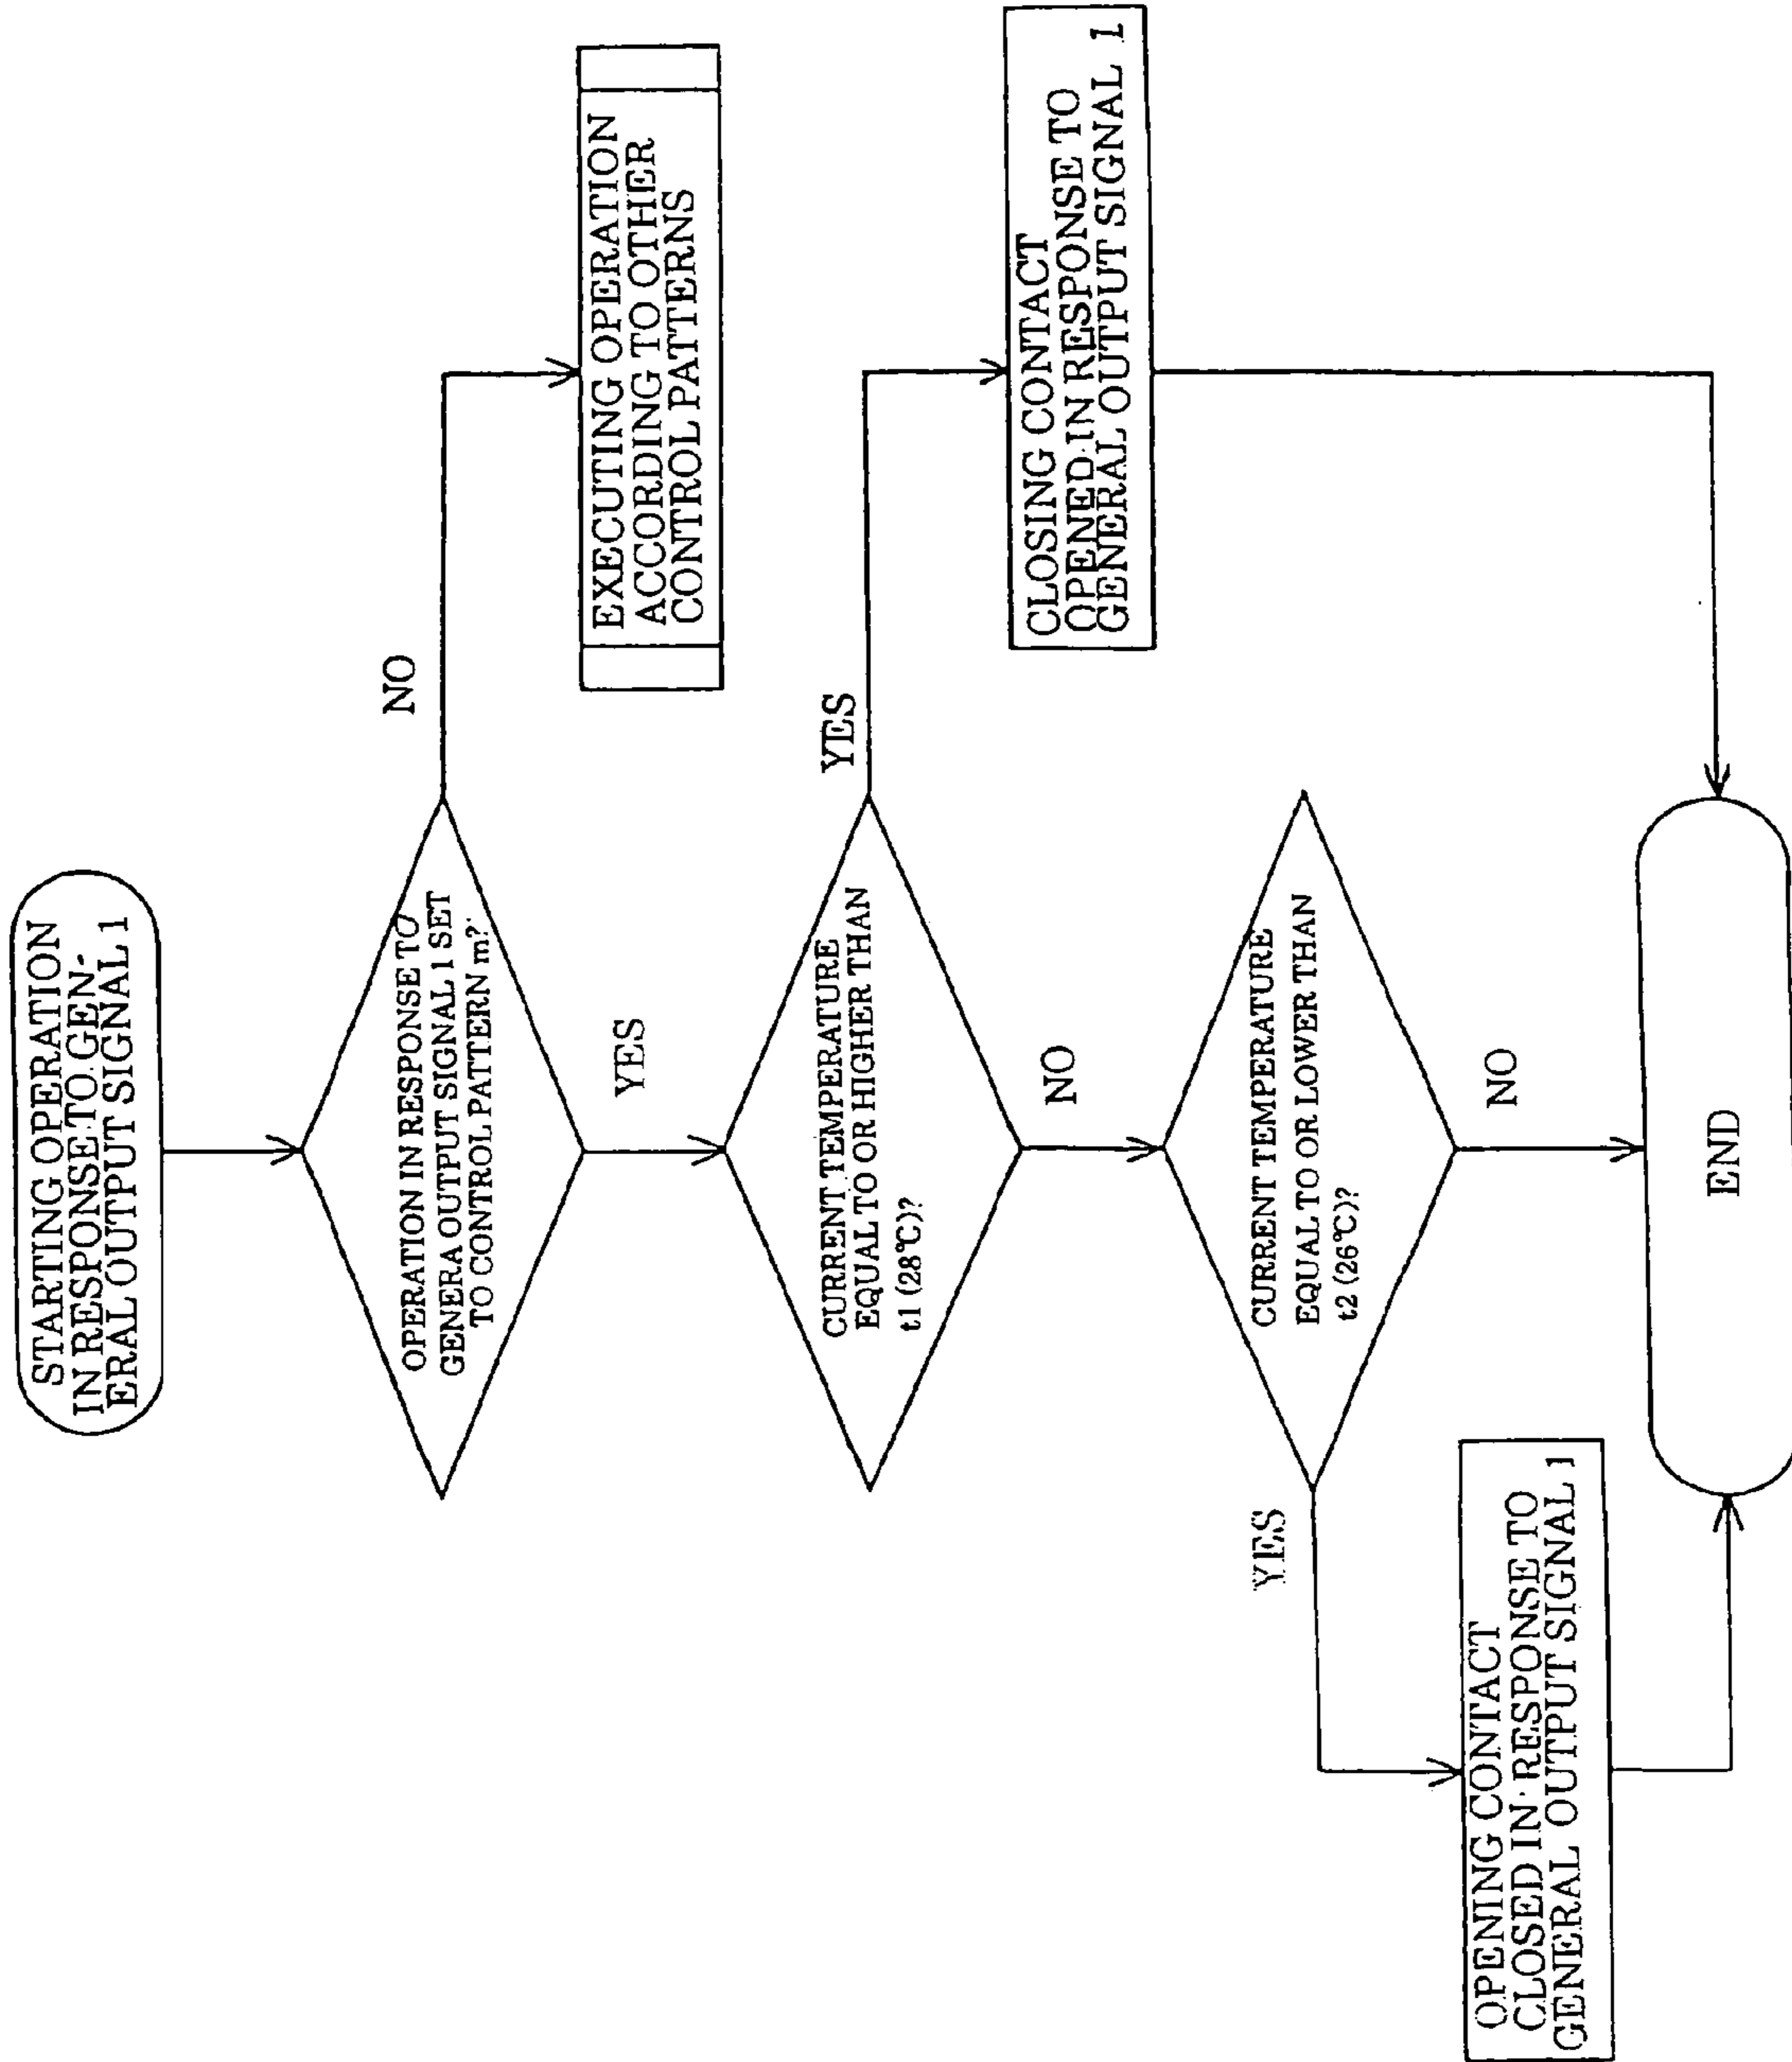 STARTING OPERATION
IN RESPONSE TO GEN-
ERAL OUTPUT SIGNAL 1
OPERATION IN RESPONSE TO
GENERA OUTPUT SIGNAL 1 SET
TO CONTROL PATTERN m?
NO
EXECUTING OPERATION
ACCORDING TO OTHER
CONTROL PATTERNS
YES
CURRENT TEMPERATURE
EQUAL TO OR HIGHER THAN
t1 (28℃)?
YES
CLOSING CONTACT
OPENED IN RESPONSE TO
GENERAL OUTPUT SIGNAL 1
NO
CURRENT TEMPERATURE
EQUAL TO OR LOWER THAN
t2 (26℃)?
YES
OPENING CONTACT
CLOSED IN RESPONSE TO
GENERAL OUTPUT SIGNAL 1
NO
END